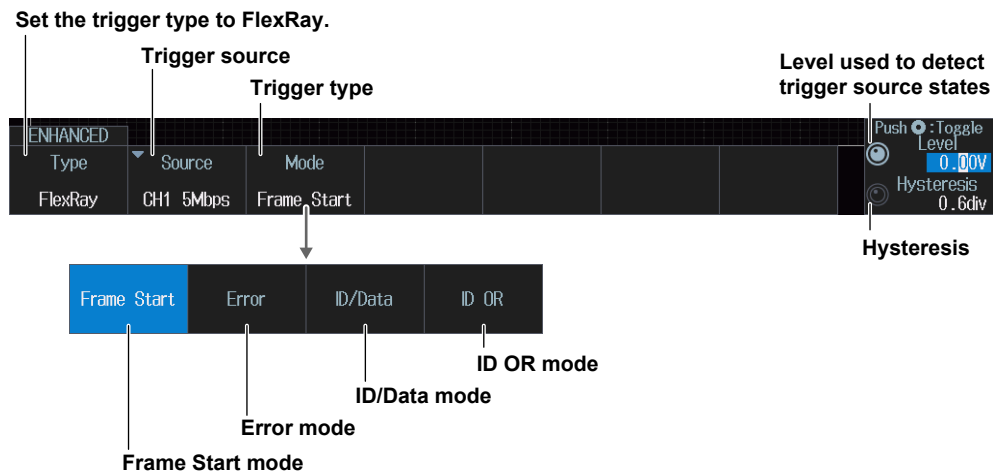 Set the trigger type to FlexRay.
Trigger source
Trigger type
Level used to detect
trigger source states
ENHANCED
Type
FlexRay
Source
CH1 5Mbps
Mode
Frame Start
Push :Toggle
Level
0.00V
Hysteresis
0.6div
Hysteresis
Frame Start
Error
ID/Data
ID OR
ID OR mode
ID/Data mode
Error mode
Frame Start mode